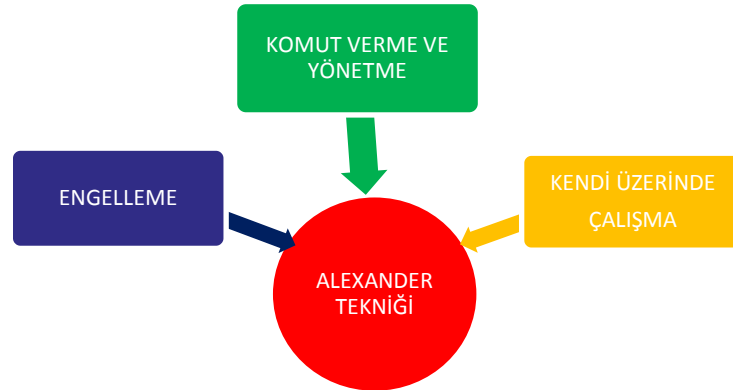 KOMUT VERME VE
YÖNETME
ENGELLEME
KENDİ ÜZERİNDE
ÇALIŞMA
ALEXANDER
TEKNİĞİ